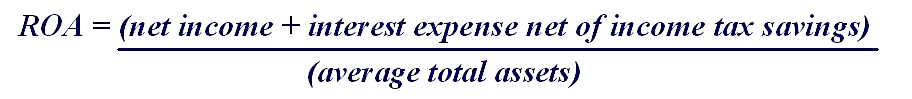 ROA = (net income + interest expense net of income tax savings)
(average total assets)